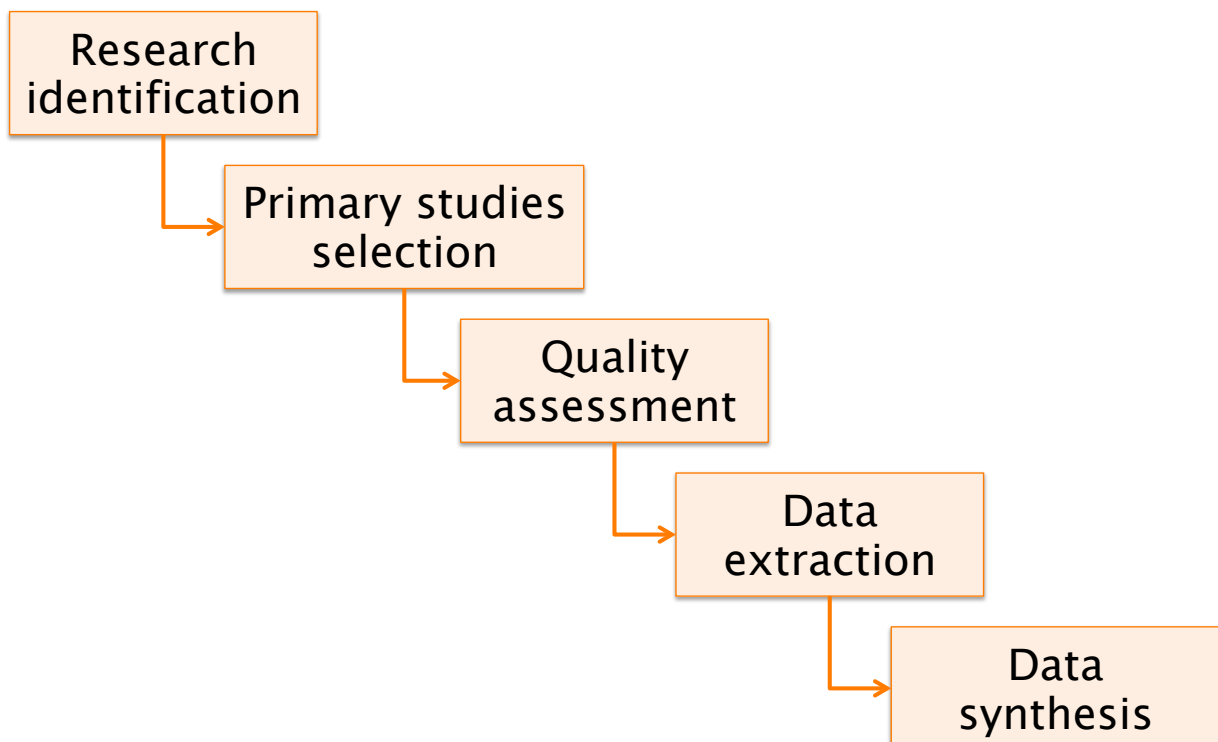 Research
identification
Primary studies
selection
Quality
assessment
Data
extraction
Data
synthesis